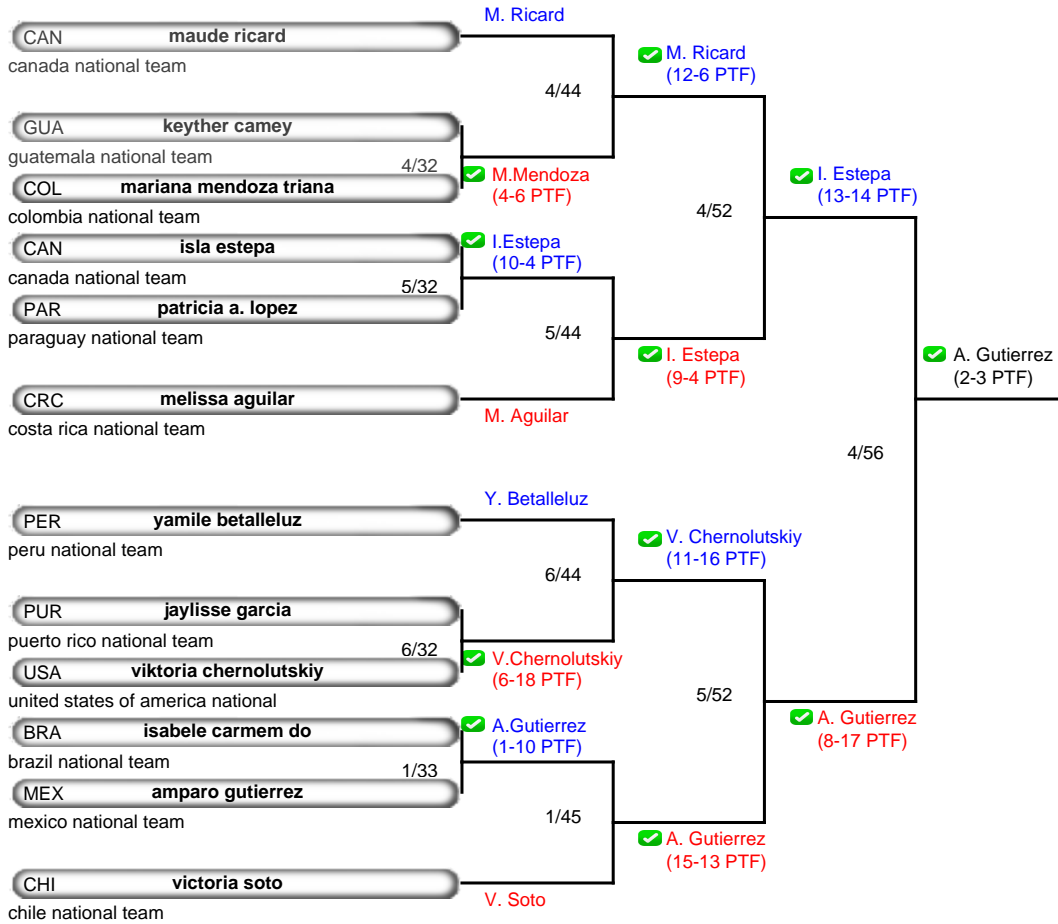 M. Ricard
CAN maude ricard
canada national team
M. Ricard
(12-6 PTF)
4/44
GUA keyther camey
guatemala national team
4/32
COL mariana mendoza triana
colombia national team
M.Mendoza
(4-6 PTF)
I. Estepa
(13-14 PTF)
4/52
CAN isla estepa
canada national team
I.Estepa
(10-4 PTF)
5/32
PAR patricia a. lopez
paraguay national team
5/44
I. Estepa
(9-4 PTF)
A. Gutierrez
(2-3 PTF)
CRC melissa aguilar
costa rica national team
M. Aguilar
4/56
Y. Betalleluz
PER yamile betalleluz
peru national team
V. Chernolutskiy
(11-16 PTF)
6/44
PUR jaylisse garcia
puerto rico national team
6/32
USA viktoria chernolutskiy
united states of america national
V.Chernolutskiy
(6-18 PTF)
5/52
BRA isabele carmem do
brazil national team
A.Gutierrez
(1-10 PTF)
A. Gutierrez
(8-17 PTF)
1/33
MEX amparo gutierrez
mexico national team
1/45
A. Gutierrez
(15-13 PTF)
CHI victoria soto
chile national team
V. Soto